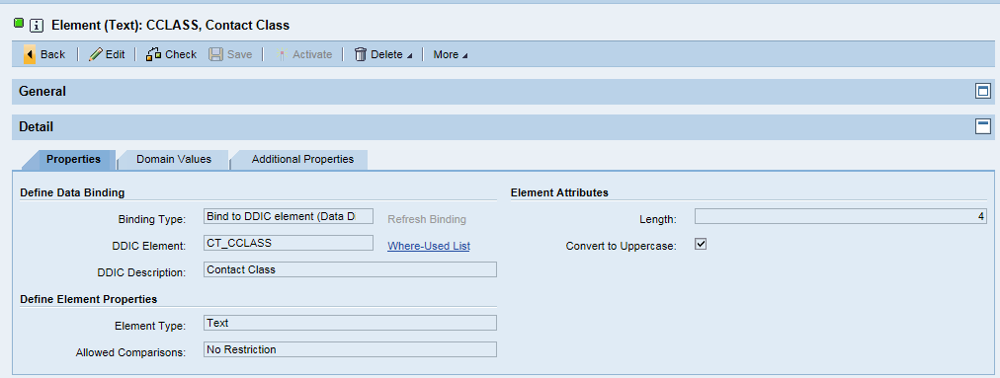 Element (Text): CCLASS, Contact Class
Back Edit Check Save Activate Delete More
General
Detail
Properties Domain Values Additional Properties
Define Data Binding Element Attributes
Binding Type: Bind to DDIC element (Data D Refresh Binding Length: 4
DDIC Element: CT_CCLASS Where-Used List Convert to Uppercase:
DDIC Description: Contact Class
Define Element Properties
Element Type: Text
Allowed Comparisons: No Restriction